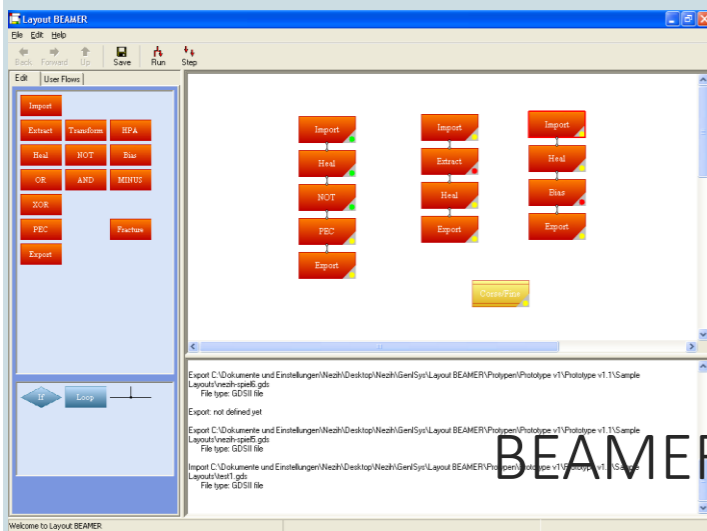 Layout BEAMER
File Edit Help
Back Forward Up Save Run Step
Edit User Flows
Import
Extract Transform HPA
Heal NOT Bias
OR AND MINUS
XOR
PEC Fracture
Export
If Loop
Import Import Import
Heal Extract Heal
NOT Heal Bias
PEC Export Export
Export
Corse/Fine
Export C:\Dokumente und Einstellungen\Nezih\Desktop\Nezih\GenISys\Layout BEAMER\Protypen\Prototype v1\Prototype v1.1\Sample
Layouts\nezih-spiel6.gds
File type: GDSII file
Export: not defined yet
Export C:\Dokumente und Einstellungen\Nezih\Desktop\Nezih\GenISys\Layout BEAMER\Protypen\Prototype v1\Prototype v1.1\Sample
Layouts\nezih-spiel5.gds
File type: GDSII file
Import C:\Dokumente und Einstellungen\Nezih\Desktop\Nezih\GenISys\Layout BEAMER\Protypen\Prototype v1\Prototype v1.1\Sample
Layouts\test1.gds
File type: GDSII file
BEAMER
Welcome to Layout BEAMER